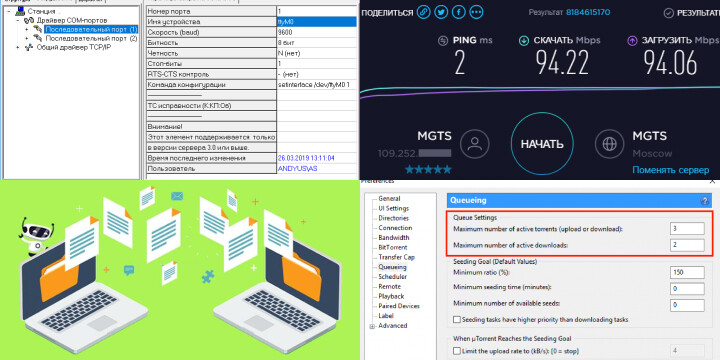 Станция
Драйвер COM-портов
Последовательный порт (1)
Последовательный порт (2)
Общий драйвер TCP/IP
Номер порта 1
Имя устройства ttyM0
Скорость (baud) 9600
Битность 8 бит
Четность N (нет)
Стоп-биты 1
RTS-CTS контроль - (нет)
Команда конфигурации setinterface /dev/ttyM0 1
ТС исправности (К:КП:Об)
Внимание!
Этот элемент поддерживается только
в версии сервера 3.0 или выше.
Время последнего изменения 26.03.2019 13:11:04
Пользователь ANDYUS\AS
ПОДЕЛИТЬСЯ Результат 8184615170 РЕЗУЛЬТАТ
PING ms СКАЧАТЬ Mbps ЗАГРУЗИТЬ Mbps
2 94.22 94.06
MGTS НАЧАТЬ MGTS
109.252. Moscow
Поменять сервер
Preferences
General
UI Settings
Directories
Connection
Bandwidth
BitTorrent
Transfer Cap
Queueing
Scheduler
Remote
Playback
Paired Devices
Label
Advanced
Queueing
Queue Settings
Maximum number of active torrents (upload or download): 3
Maximum number of active downloads: 2
Seeding Goal (Default Values)
Minimum ratio (%): 150
Minimum seeding time (minutes): 0
Minimum number of available seeds: 0
Seeding tasks have higher priority than downloading tasks
When µTorrent Reaches the Seeding Goal
Limit the upload rate to (kB/s): [0 = stop] 4